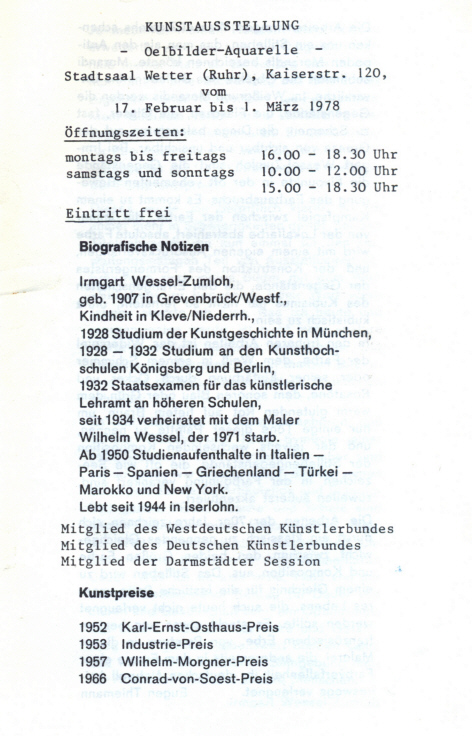 KUNSTAUSSTELLUNG
- Oelbilder-Aquarelle -
Stadtsaal Wetter (Ruhr), Kaiserstr. 120,
vom
17. Februar bis 1. März 1978
Öffnungszeiten:
montags bis freitags 16.00 - 18.30 Uhr
samstags und sonntags 10.00 - 12.00 Uhr
15.00 - 18.30 Uhr
Eintritt frei
Biografische Notizen
Irmgart Wessel-Zumloh,
geb. 1907 in Grevenbrück/Westf.,
Kindheit in Kleve/Niederrh.,
1928 Studium der Kunstgeschichte in München,
1928 – 1932 Studium an den Kunsthoch-
schulen Königsberg und Berlin,
1932 Staatsexamen für das künstlerische
Lehramt an höheren Schulen,
seit 1934 verheiratet mit dem Maler
Wilhelm Wessel, der 1971 starb.
Ab 1950 Studienaufenthalte in Italien –
Paris – Spanien – Griechenland – Türkei –
Marokko und New York.
Lebt seit 1944 in Iserlohn.
Mitglied des Westdeutschen Künstlerbundes
Mitglied des Deutschen Künstlerbundes
Mitglied der Darmstädter Session
Kunstpreise
1952 Karl-Ernst-Osthaus-Preis
1953 Industrie-Preis
1957 Wlihelm-Morgner-Preis
1966 Conrad-von-Soest-Preis